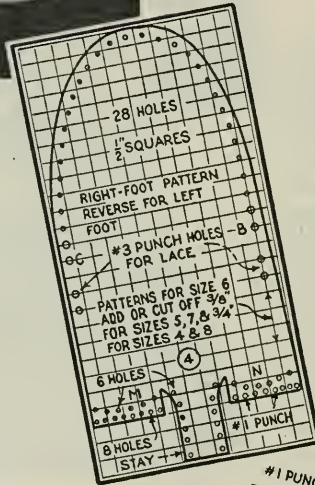 28 HOLES
1/2" SQUARES
RIGHT-FOOT PATTERN
REVERSE FOR LEFT
FOOT
C
#3 PUNCH HOLES -B
FOR LACE
PATTERNS FOR SIZE 6
ADD OR CUT OFF 3/8"
FOR SIZES 5,7,& 3/4"
FOR SIZES 4 & 8
4
6 HOLES
M
N
8 HOLES
#1 PUNCH
STAY
#1 PUNC